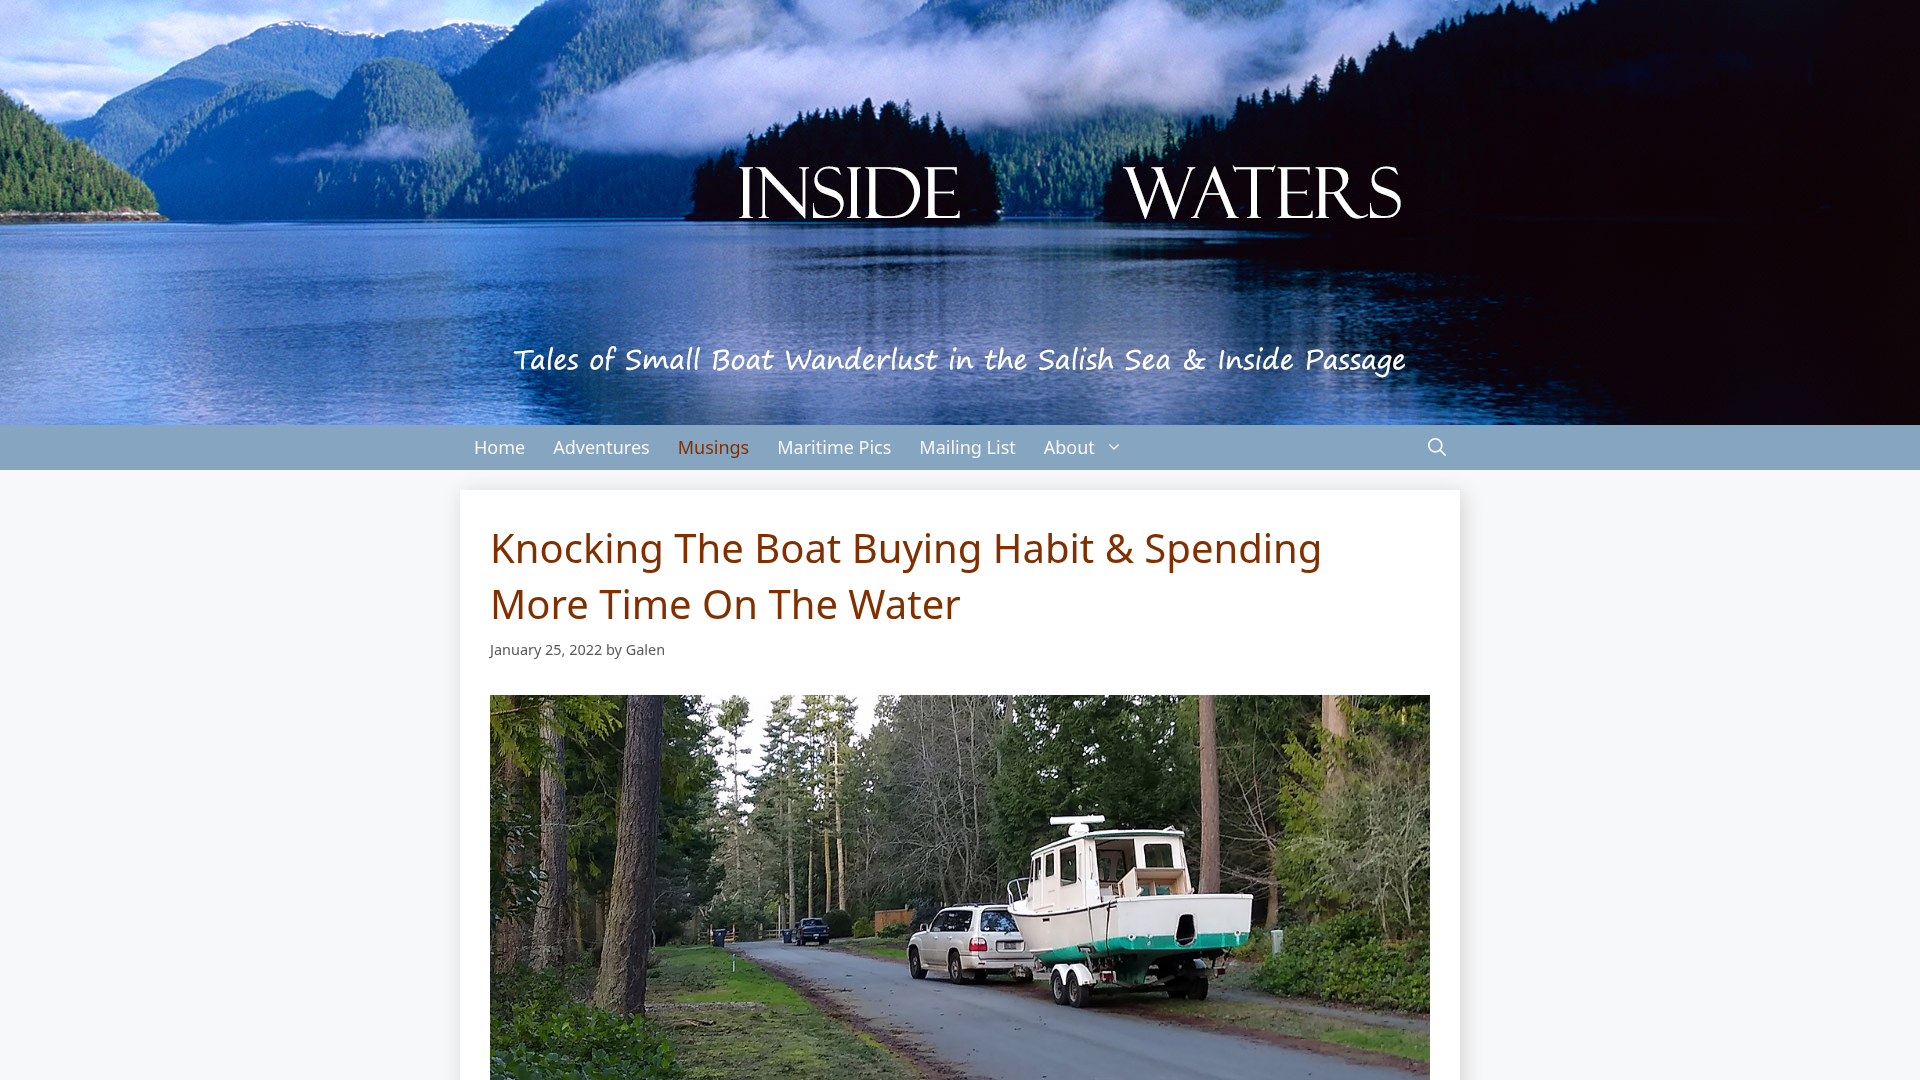 INSIDE WATERS
Tales of Small Boat Wanderlust in the Salish Sea & Inside Passage
Home Adventures Musings Maritime Pics Mailing List About
Knocking The Boat Buying Habit & Spending
More Time On The Water
January 25, 2022 by Galen